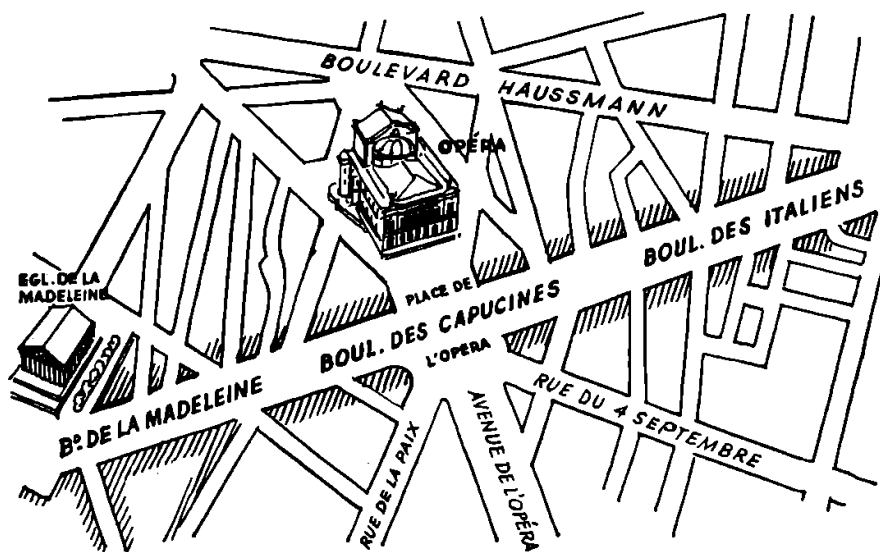 BOULEVARD HAUSSMANN
OPÉRA
BOUL. DES ITALIENS
EGL. DE LA
MADELEINE
PLACE DE
L'OPERA
BOUL. DES CAPUCINES
BD. DE LA MADELEINE
RUE DU 4 SEPTEMBRE
RUE DE LA PAIX
AVENUE DE L'OPÉRA